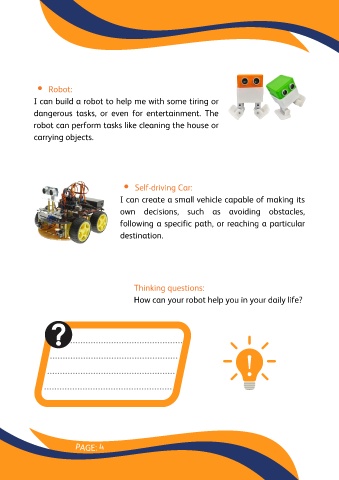 • Robot:
I can build a robot to help me with some tiring or
dangerous tasks, or even for entertainment. The
robot can perform tasks like cleaning the house or
carrying objects.
• Self-driving Car:
I can create a small vehicle capable of making its
own decisions, such as avoiding obstacles,
following a specific path, or reaching a particular
destination.
Thinking questions:
How can your robot help you in your daily life?
?
PAGE: 4